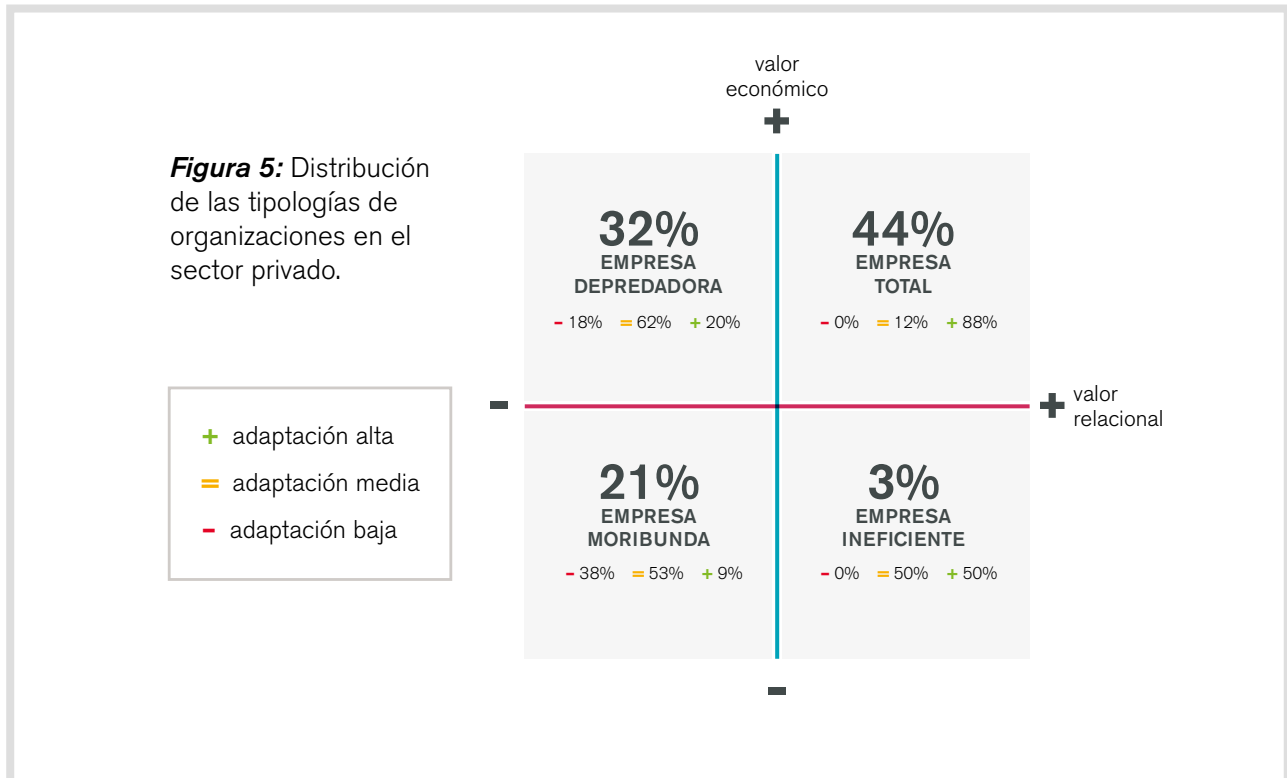 valor
económico
+
Figura 5: Distribución
de las tipologías de
organizaciones en el
sector privado.
32%
EMPRESA
DEPREDADORA
- 18% = 62% + 20%
44%
EMPRESA
TOTAL
- 0% = 12% + 88%
-
+ valor
relacional
+ adaptación alta
= adaptación media
- adaptación baja
21%
EMPRESA
MORIBUNDA
- 38% = 53% + 9%
3%
EMPRESA
INEFICIENTE
- 0% = 50% + 50%
-